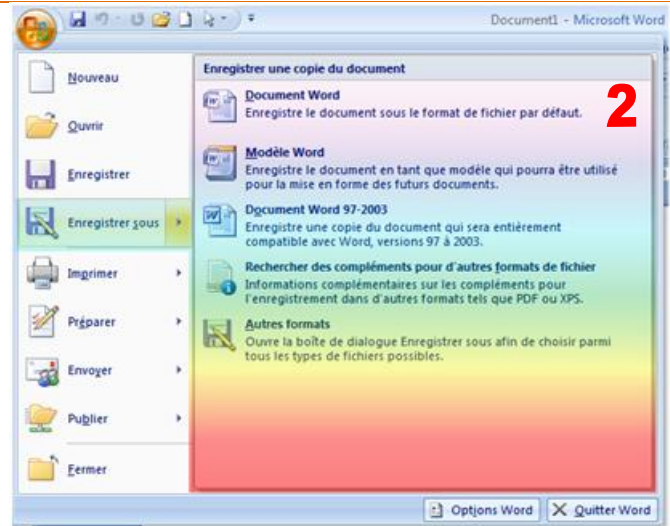 Document1 - Microsoft Word
Nouveau
Ouvrir
Enregistrer
Enregistrer sous
Imprimer
Préparer
Envoyer
Publier
Fermer
Enregistrer une copie du document
2
Document Word
Enregistre le document sous le format de fichier par défaut.
Modèle Word
Enregistre le document en tant que modèle qui pourra être utilisé
pour la mise en forme des futurs documents.
Document Word 97-2003
Enregistre une copie du document qui sera entièrement
compatible avec Word, versions 97 à 2003.
Rechercher des compléments pour d'autres formats de fichier
Informations complémentaires sur les compléments pour
l'enregistrement dans d'autres formats tels que PDF ou XPS.
Autres formats
Ouvre la boîte de dialogue Enregistrer sous afin de choisir parmi
tous les types de fichiers possibles.
Options Word
Quitter Word